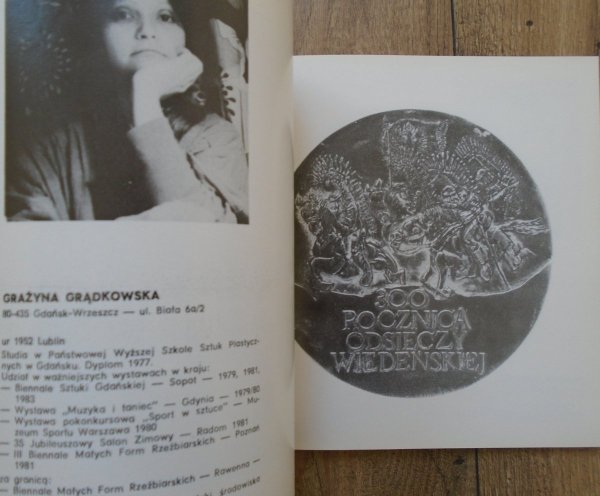 GRAŻYNA GRĄDKOWSKA
80-435 Gdańsk-Wrzeszcz — ul. Biała 6a/2
ur 1952 Lublin
Studia w Państwowej Wyższej Szkole Sztuk Plastycz-
nych w Gdańsku. Dyplom 1977.
Udział w ważniejszych wystawach w kraju:
— Biennale Sztuki Gdańskiej — Sopot — 1979, 1981,
1983
— Wystawa „Muzyka i taniec" — Gdynia — 1979/80
— Wystawa pokonkursowa „Sport w sztuce" — Mu-
zeum Sportu Warszawa 1980
— 35 Jubileuszowy Salon Zimowy — Radom 1981
— III Biennale Małych Form Rzeźbiarskich — Poznań
1981
za granicą:
— Biennale Małych Form Rzeźbiarskich — Rawenna —
środowiska
300
ROCZNICA
ODSIECZY
WIEDEŃSKIEJ